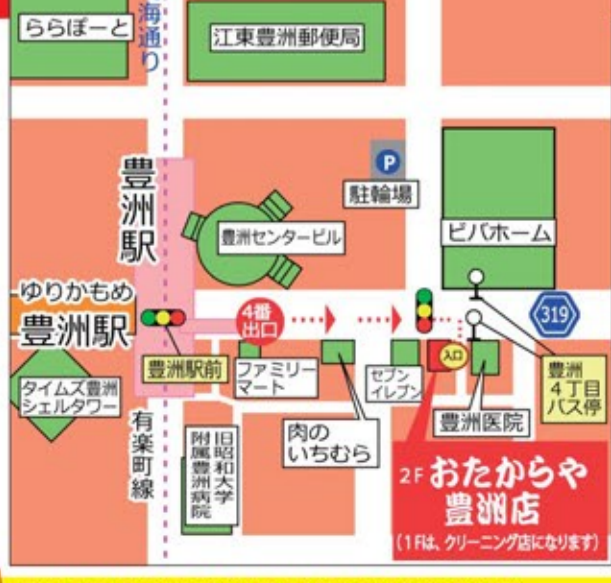 ららぽーと
海通り
江東豊洲郵便局
豊洲駅
P
駐輪場
豊洲センタービル
ビバホーム
ゆりかもめ
豊洲駅
4番
出口
319
豊洲駅前
ファミリー
マート
セブン
イレブン
入口
豊洲
4丁目
バス停
タイムズ豊洲
シェルタワー
豊洲医院
有楽町線
旧昭和大学
附属豊洲病院
肉の
いちむら
2F おたからや
豊洲店
(1Fは、クリーニング店になります)